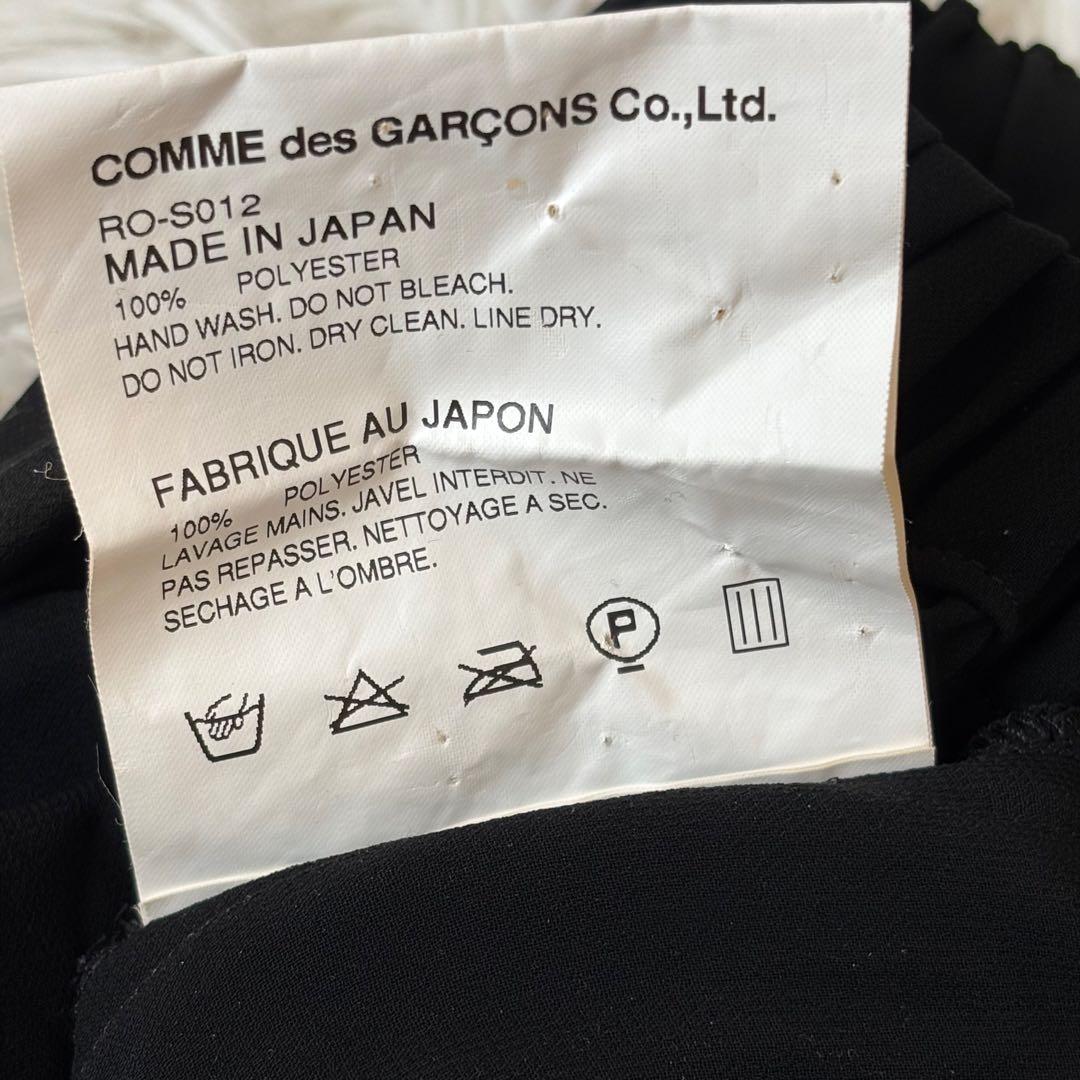 COMME des GARÇONS Co.,Ltd.
RO-S012
MADE IN JAPAN
100% POLYESTER
HAND WASH. DO NOT BLEACH.
DO NOT IRON. DRY CLEAN. LINE DRY.
FABRIQUE AU JAPON
100% POLYESTER
LAVAGE MAINS. JAVEL INTERDIT. NE
PAS REPASSER. NETTOYAGE A SEC.
SECHAGE A L'OMBRE.
P